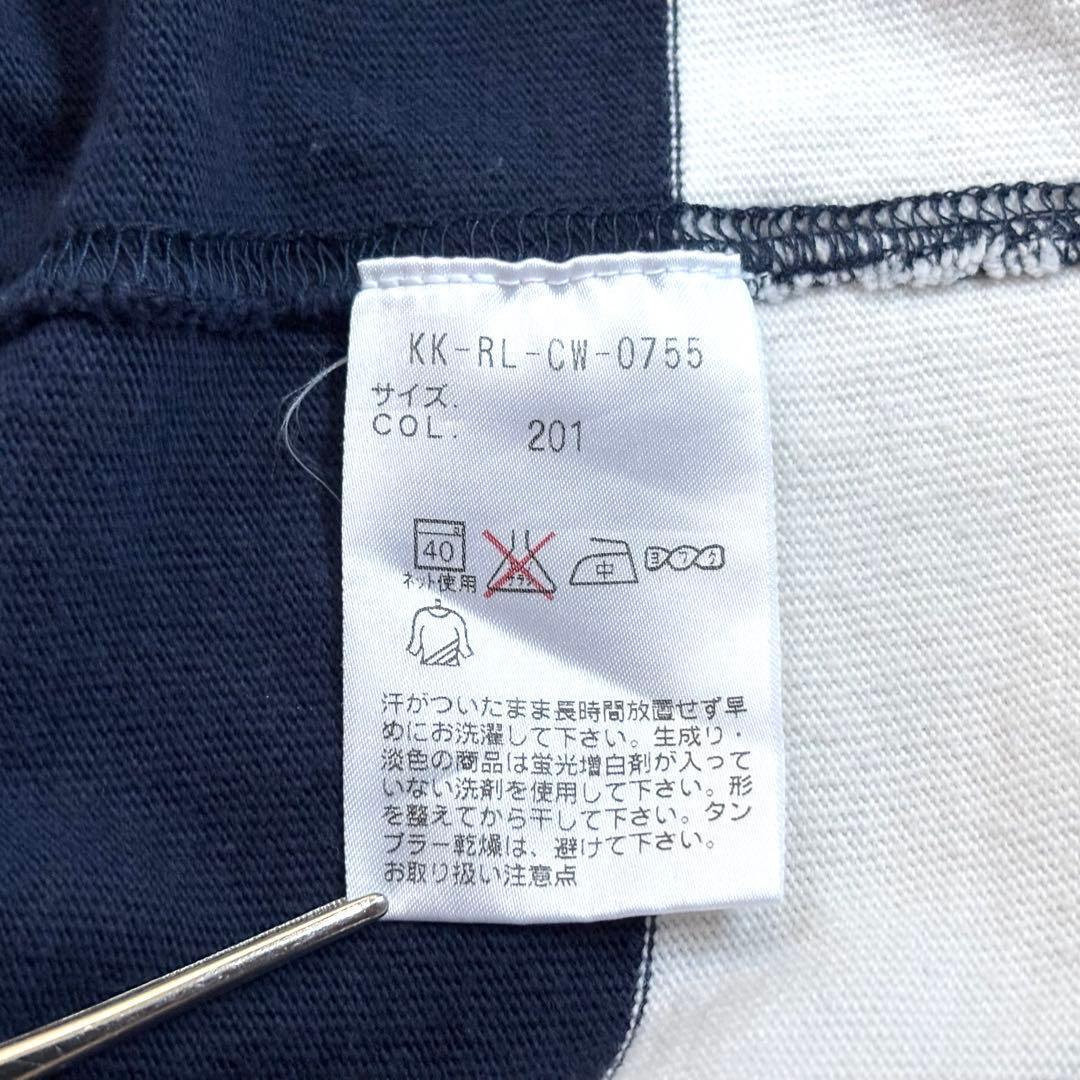 KK-RL-CW-0755
サイズ.
COL. 201
40
ネット使用
中
ヨワク
汗がついたまま長時間放置せず早
めにお洗濯して下さい。生成り・
淡色の商品は蛍光増白剤が入って
いない洗剤を使用して下さい。形
を整えてから干して下さい。タン
ブラー乾燥は、避けて下さい。
お取り扱い注意点